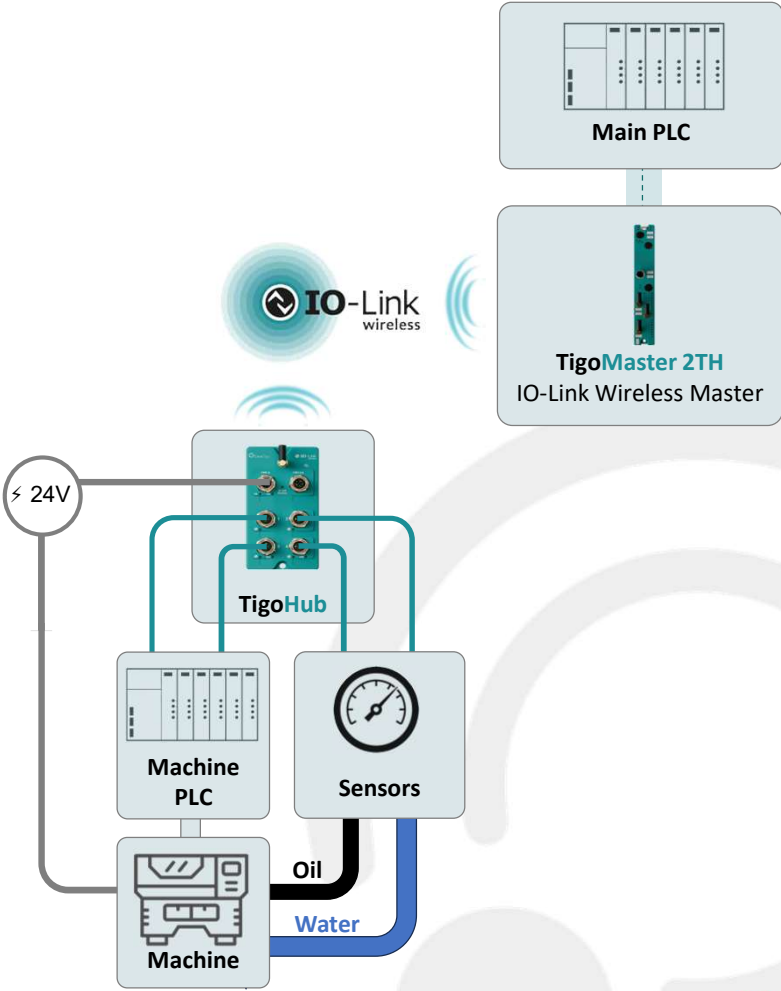 Main PLC
IO-Link
wireless
TigoMaster 2TH
IO-Link Wireless Master
⚡ 24V
TigoHub
Machine
PLC
Sensors
Oil
Water
Machine